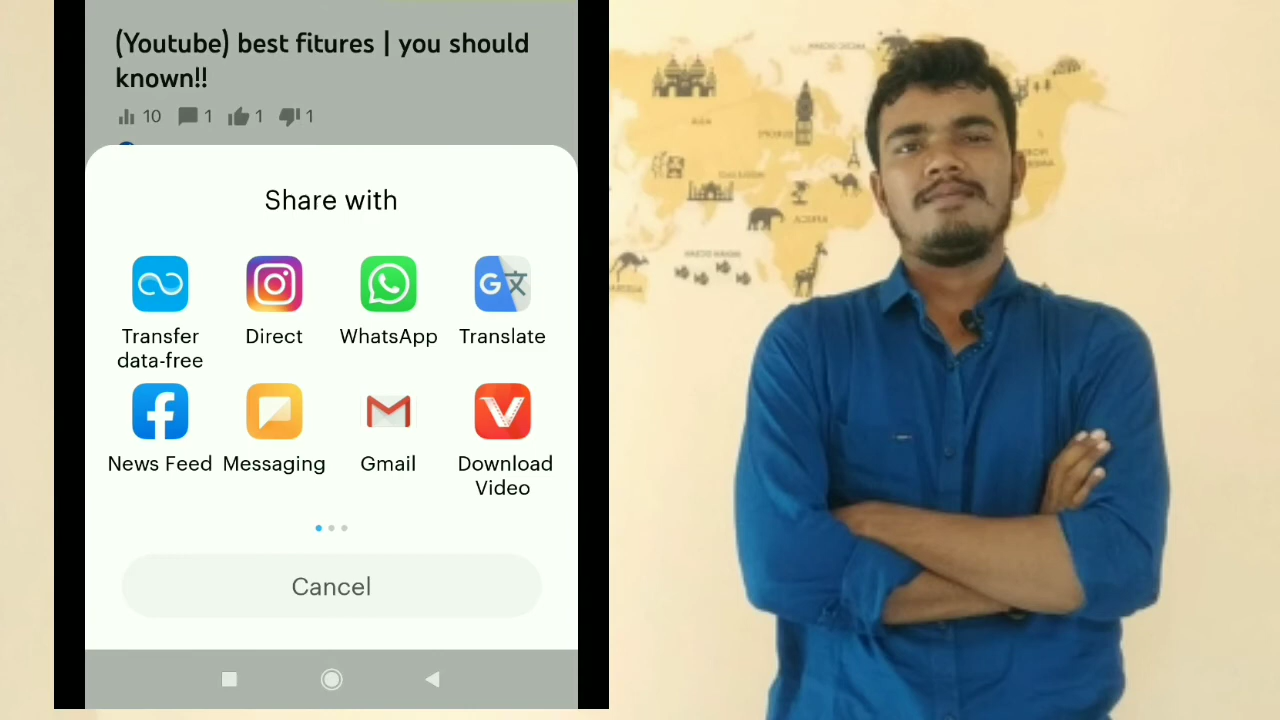 (Youtube) best fitures | you should
known!!
10 1 1 1
Share with
Transfer
data-free
Direct
WhatsApp
Translate
News Feed
Messaging
Gmail
Download
Video
Cancel